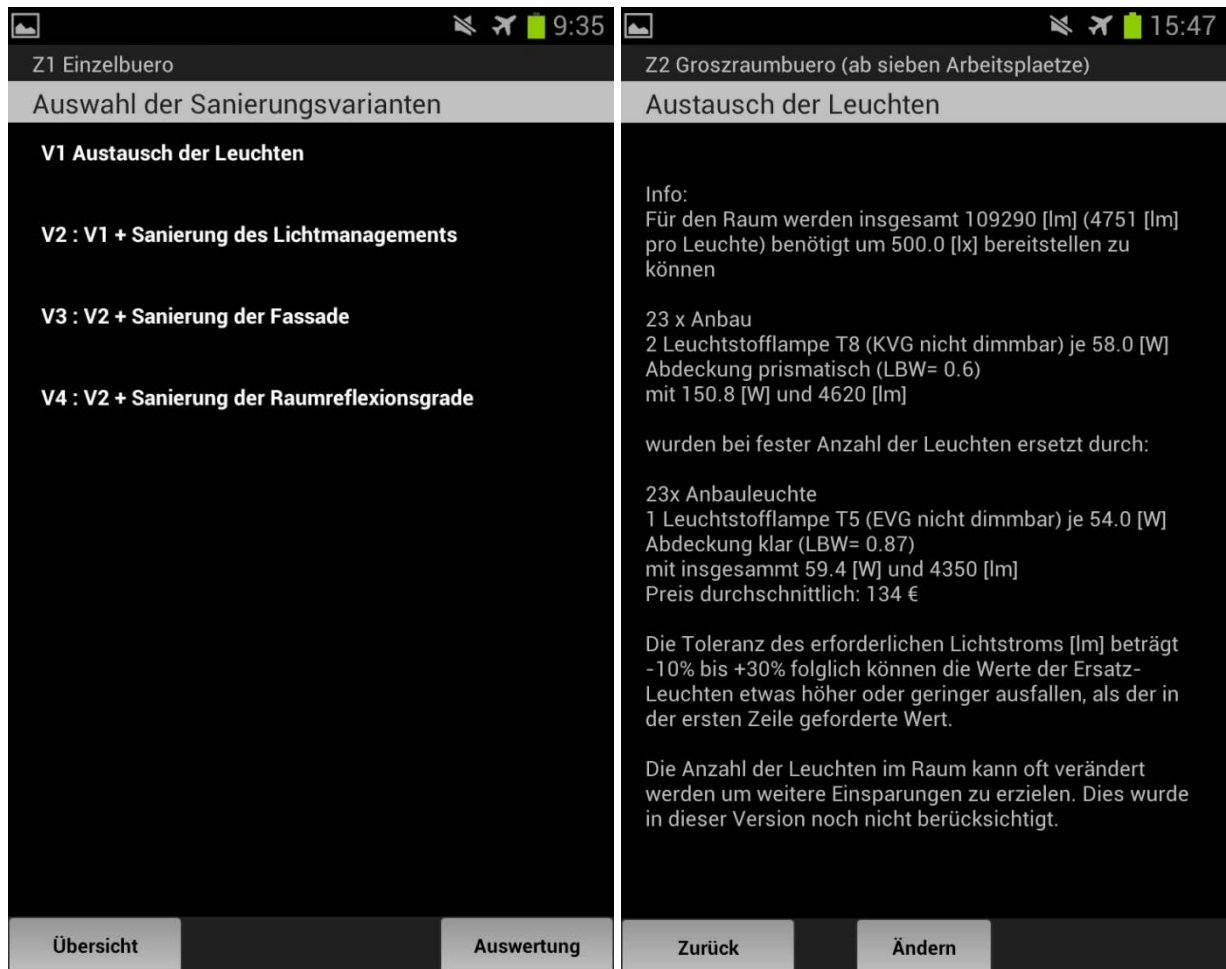 9:35
Z1 Einzelbuero
Auswahl der Sanierungsvarianten
V1 Austausch der Leuchten
V2 : V1 + Sanierung des Lichtmanagements
V3 : V2 + Sanierung der Fassade
V4 : V2 + Sanierung der Raumreflexionsgrade
Übersicht
Auswertung
15:47
Z2 Groszraumbuero (ab sieben Arbeitsplaetze)
Austausch der Leuchten
Info:
Für den Raum werden insgesamt 109290 [lm] (4751 [lm]
pro Leuchte) benötigt um 500.0 [lx] bereitstellen zu
können
23 x Anbau
2 Leuchtstofflampe T8 (KVG nicht dimmbar) je 58.0 [W]
Abdeckung prismatisch (LBW= 0.6)
mit 150.8 [W] und 4620 [lm]
wurden bei fester Anzahl der Leuchten ersetzt durch:
23x Anbauleuchte
1 Leuchtstofflampe T5 (EVG nicht dimmbar) je 54.0 [W]
Abdeckung klar (LBW= 0.87)
mit insgesammt 59.4 [W] und 4350 [lm]
Preis durchschnittlich: 134 €
Die Toleranz des erforderlichen Lichtstroms [lm] beträgt
-10% bis +30% folglich können die Werte der Ersatz-
Leuchten etwas höher oder geringer ausfallen, als der in
der ersten Zeile geforderte Wert.
Die Anzahl der Leuchten im Raum kann oft verändert
werden um weitere Einsparungen zu erzielen. Dies wurde
in dieser Version noch nicht berücksichtigt.
Zurück
Ändern